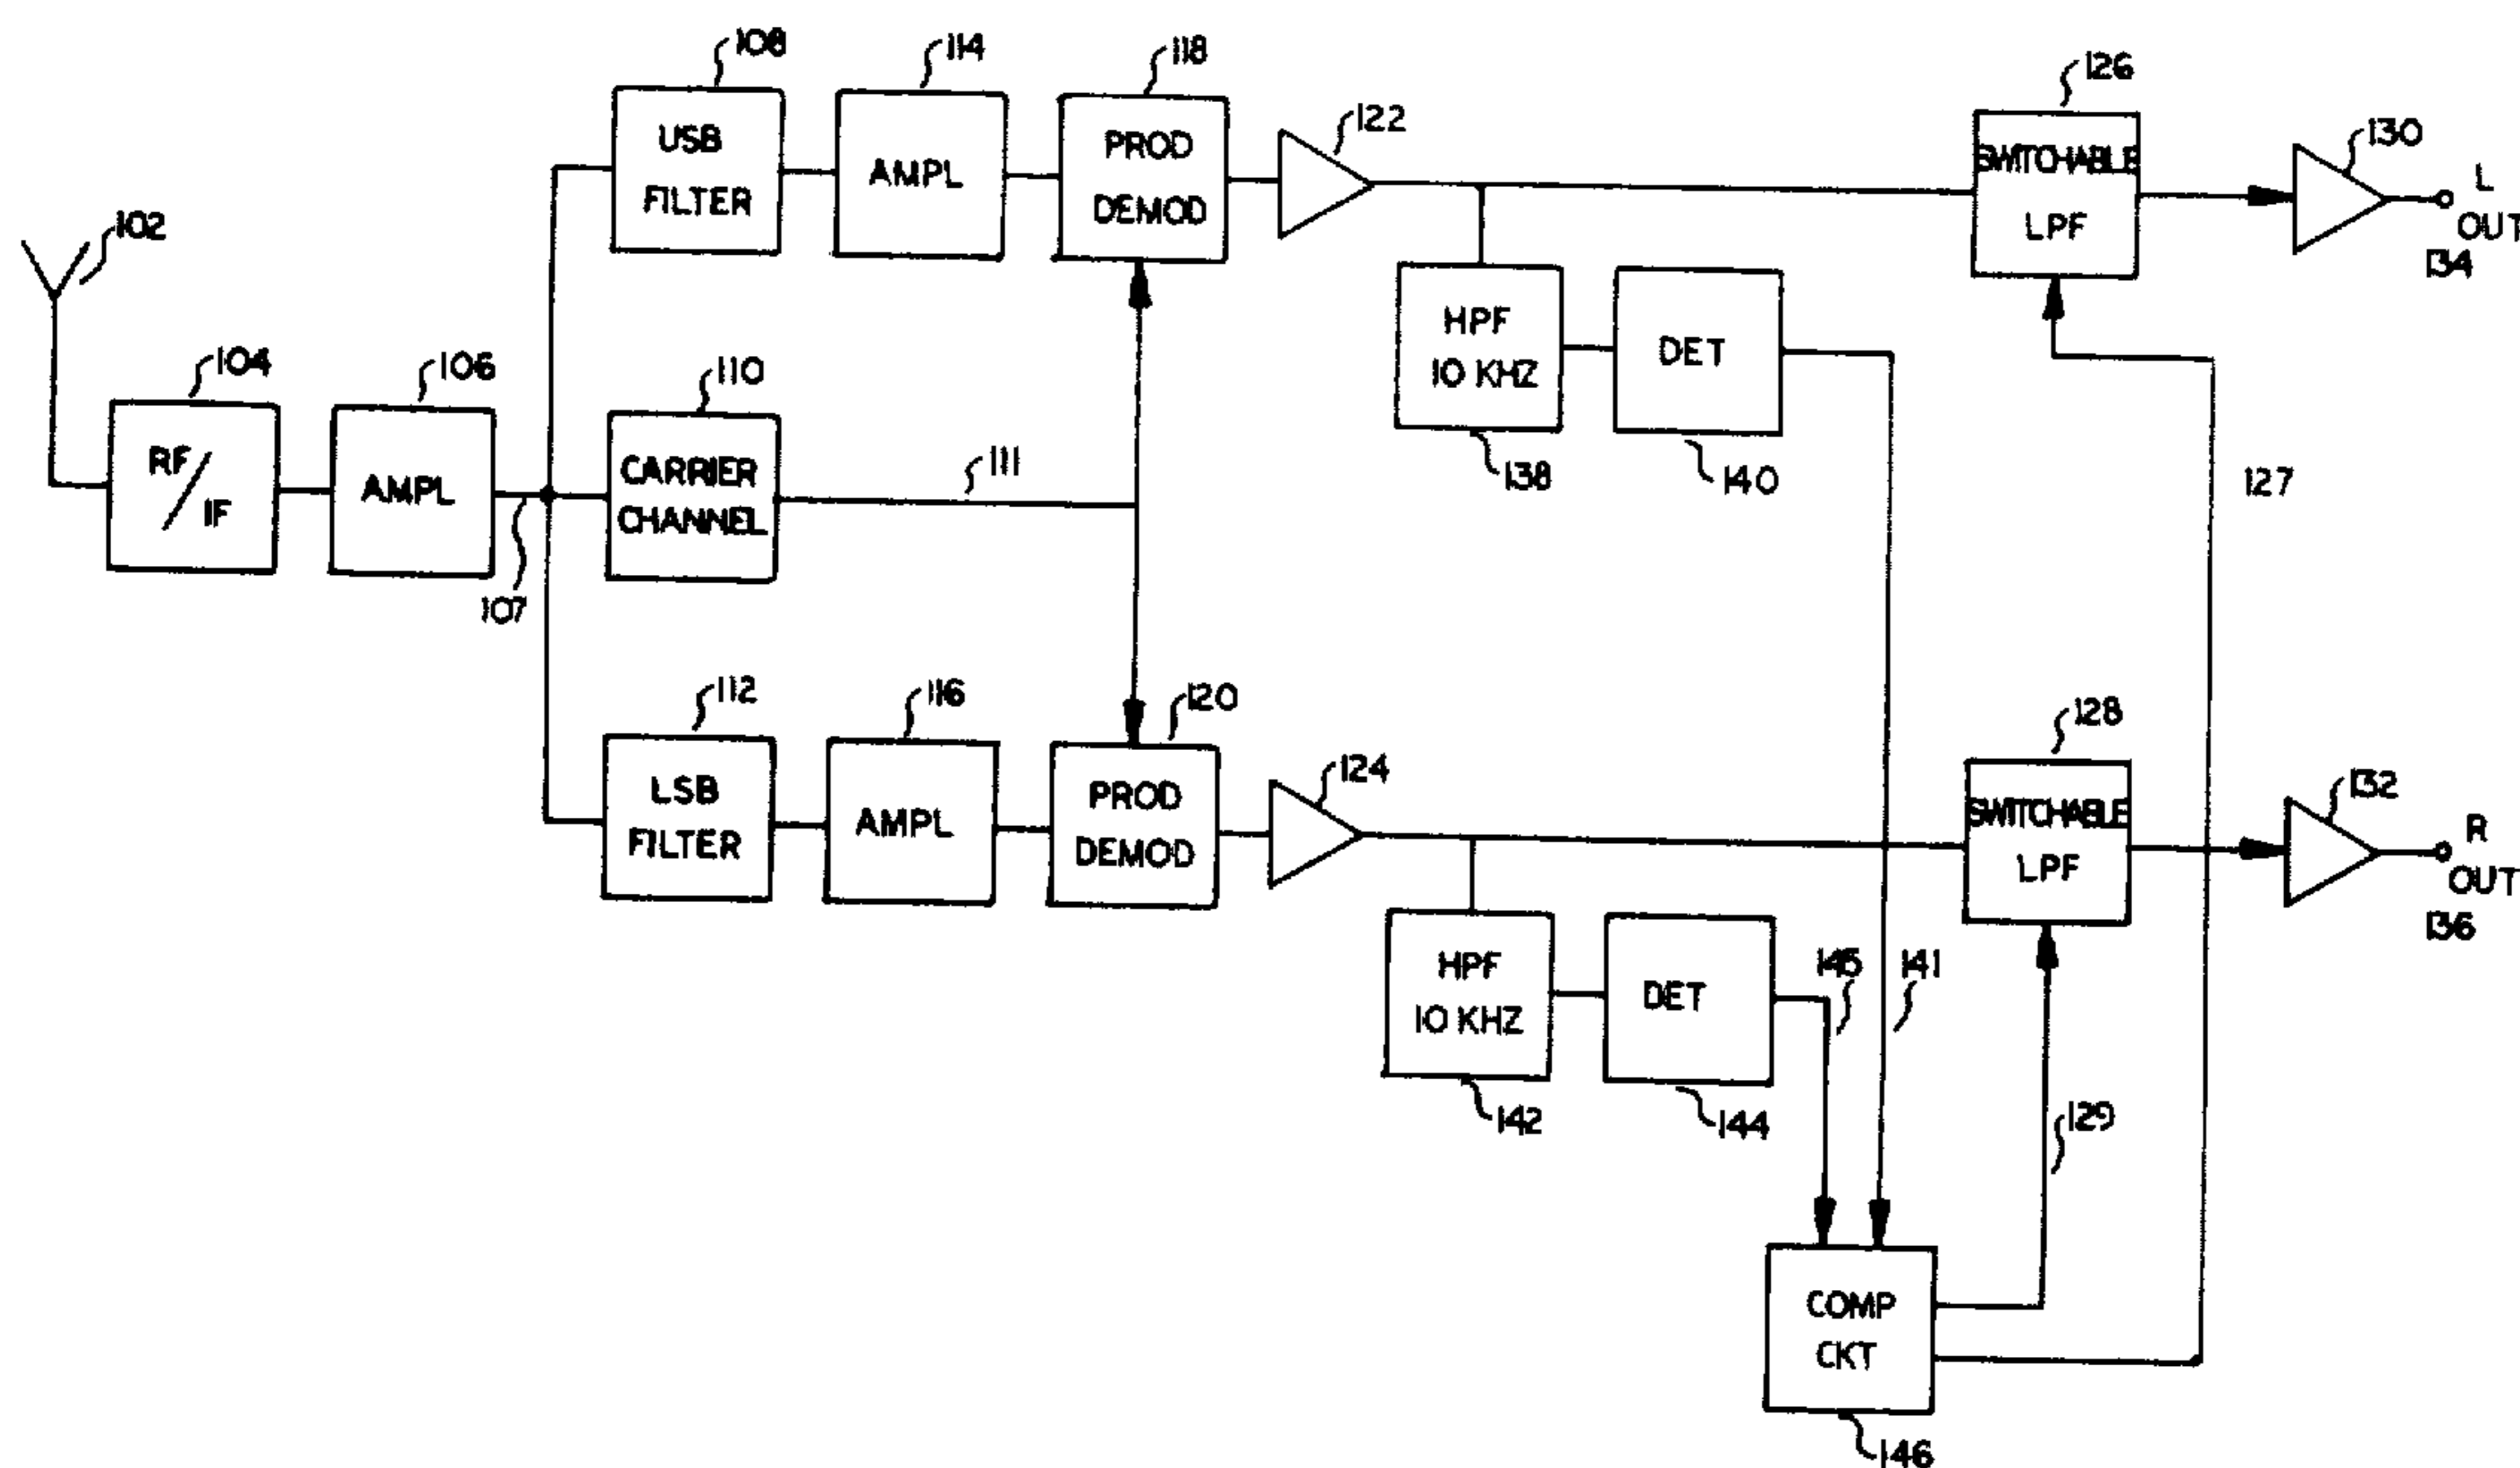 108
114
118
126
122
130
USB
FILTER
AMPL
PROD
DEMOD
SWITCHABLE
LPF
L
OUT
134
102
HPF
10 KHZ
DET
138
140
104
106
110
111
127
RF/IF
AMPL
CARRIER
CHANNEL
107
112
116
120
124
128
132
LSB
FILTER
AMPL
PROD
DEMOD
SWITCHABLE
LPF
R
OUT
136
HPF
10 KHZ
DET
145
141
142
144
129
COMP
CKT
146